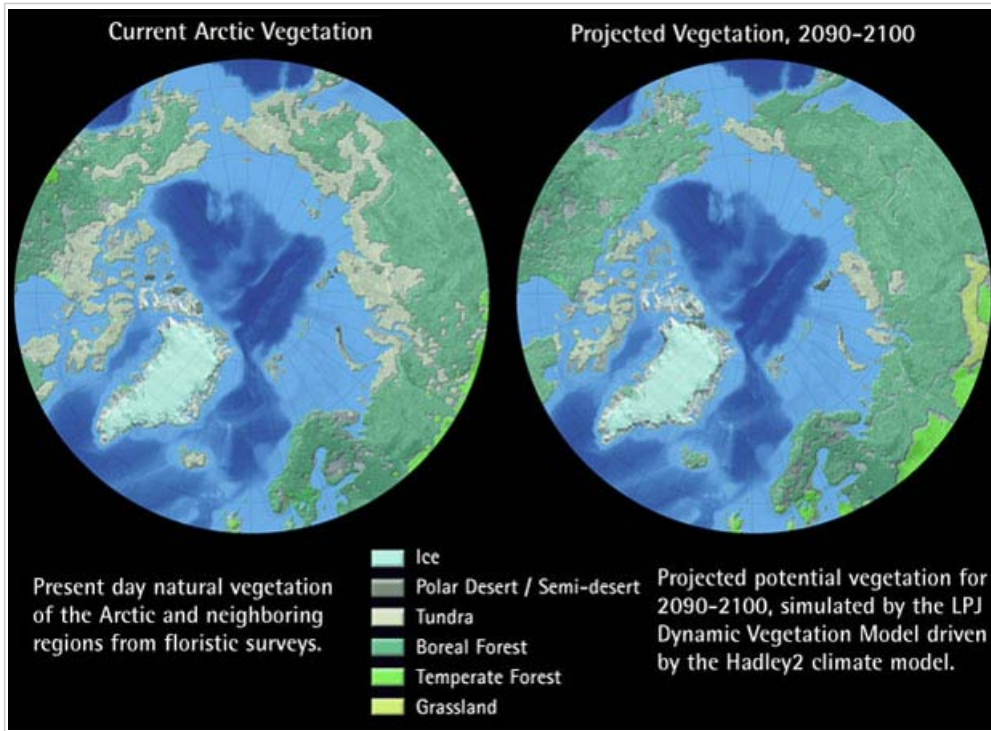 Current Arctic Vegetation
Projected Vegetation, 2090-2100
Present day natural vegetation
of the Arctic and neighboring
regions from floristic surveys.
Ice
Polar Desert / Semi-desert
Tundra
Boreal Forest
Temperate Forest
Grassland
Projected potential vegetation for
2090-2100, simulated by the LPJ
Dynamic Vegetation Model driven
by the Hadley2 climate model.